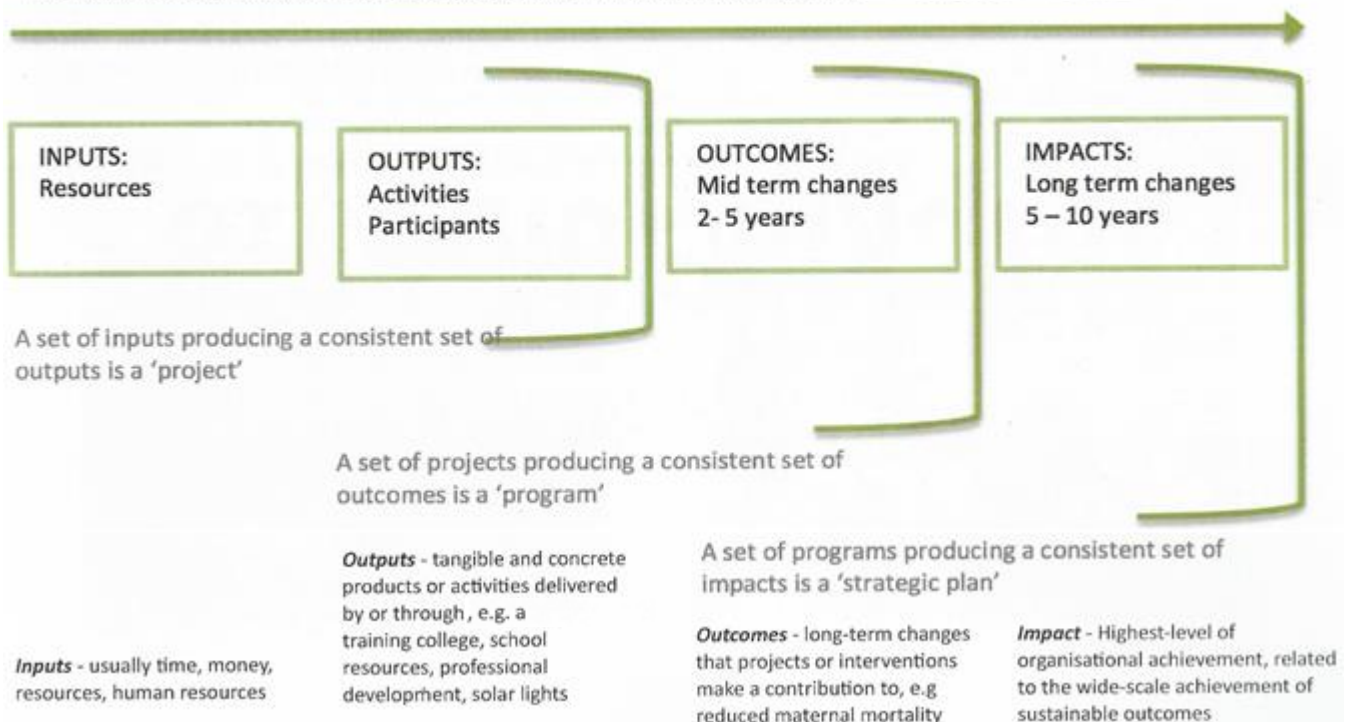 INPUTS:
Resources
OUTPUTS:
Activities
Participants
OUTCOMES:
Mid term changes
2- 5 years
IMPACTS:
Long term changes
5 – 10 years
A set of inputs producing a consistent set of
outputs is a ‘project’
A set of projects producing a consistent set of
outcomes is a ‘program’
A set of programs producing a consistent set of
impacts is a ‘strategic plan’
Inputs - usually time, money,
resources, human resources
Outputs - tangible and concrete
products or activities delivered
by or through, e.g. a
training college, school
resources, professional
development, solar lights
Outcomes - long-term changes
that projects or interventions
make a contribution to, e.g
reduced maternal mortality
Impact - Highest-level of
organisational achievement, related
to the wide-scale achievement of
sustainable outcomes